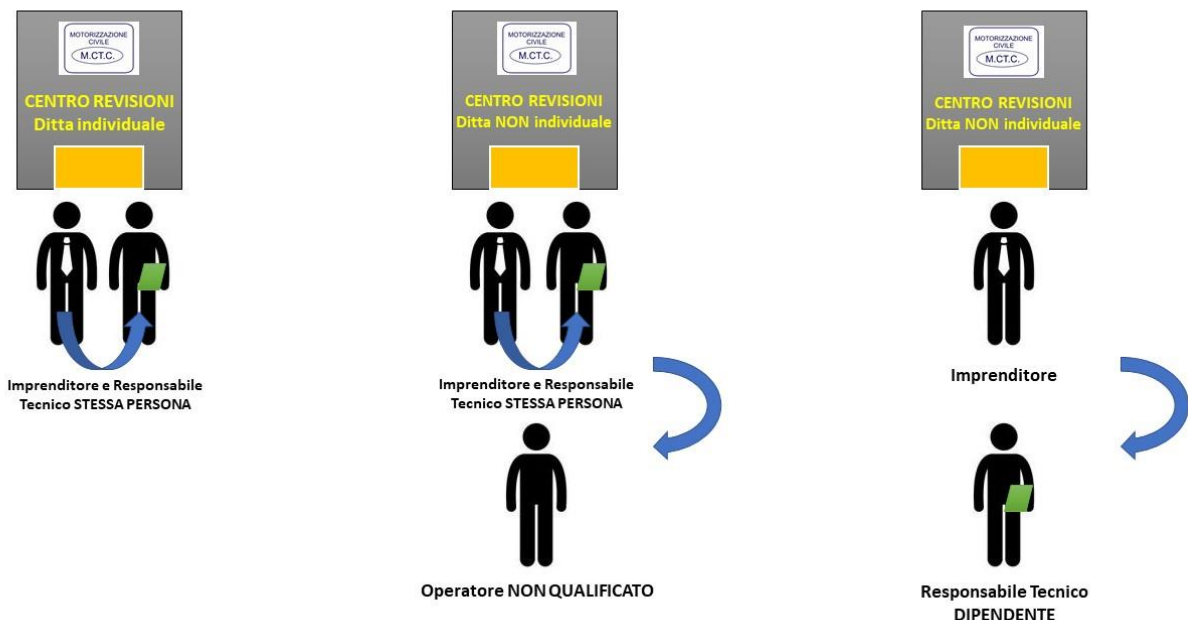 MOTORIZZAZIONE
CIVILE
M.CT.C.
CENTRO REVISIONI
Ditta individuale
Imprenditore e Responsabile
Tecnico STESSA PERSONA
MOTORIZZAZIONE
CIVILE
M.CT.C.
CENTRO REVISIONI
Ditta NON individuale
Imprenditore e Responsabile
Tecnico STESSA PERSONA
Operatore NON QUALIFICATO
MOTORIZZAZIONE
CIVILE
M.CT.C.
CENTRO REVISIONI
Ditta NON individuale
Imprenditore
Responsabile Tecnico
DIPENDENTE